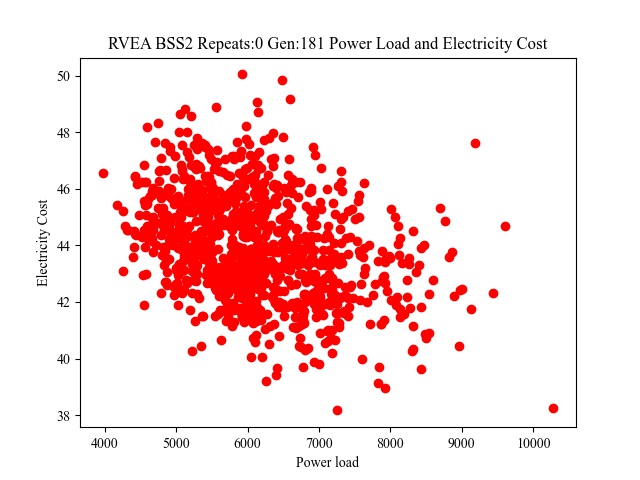 RVEA BSS2 Repeats:0 Gen:181 Power Load and Electricity Cost
50
48
46
44
42
40
38
Electricity Cost
4000 5000 6000 7000 8000 9000 10000
Power load